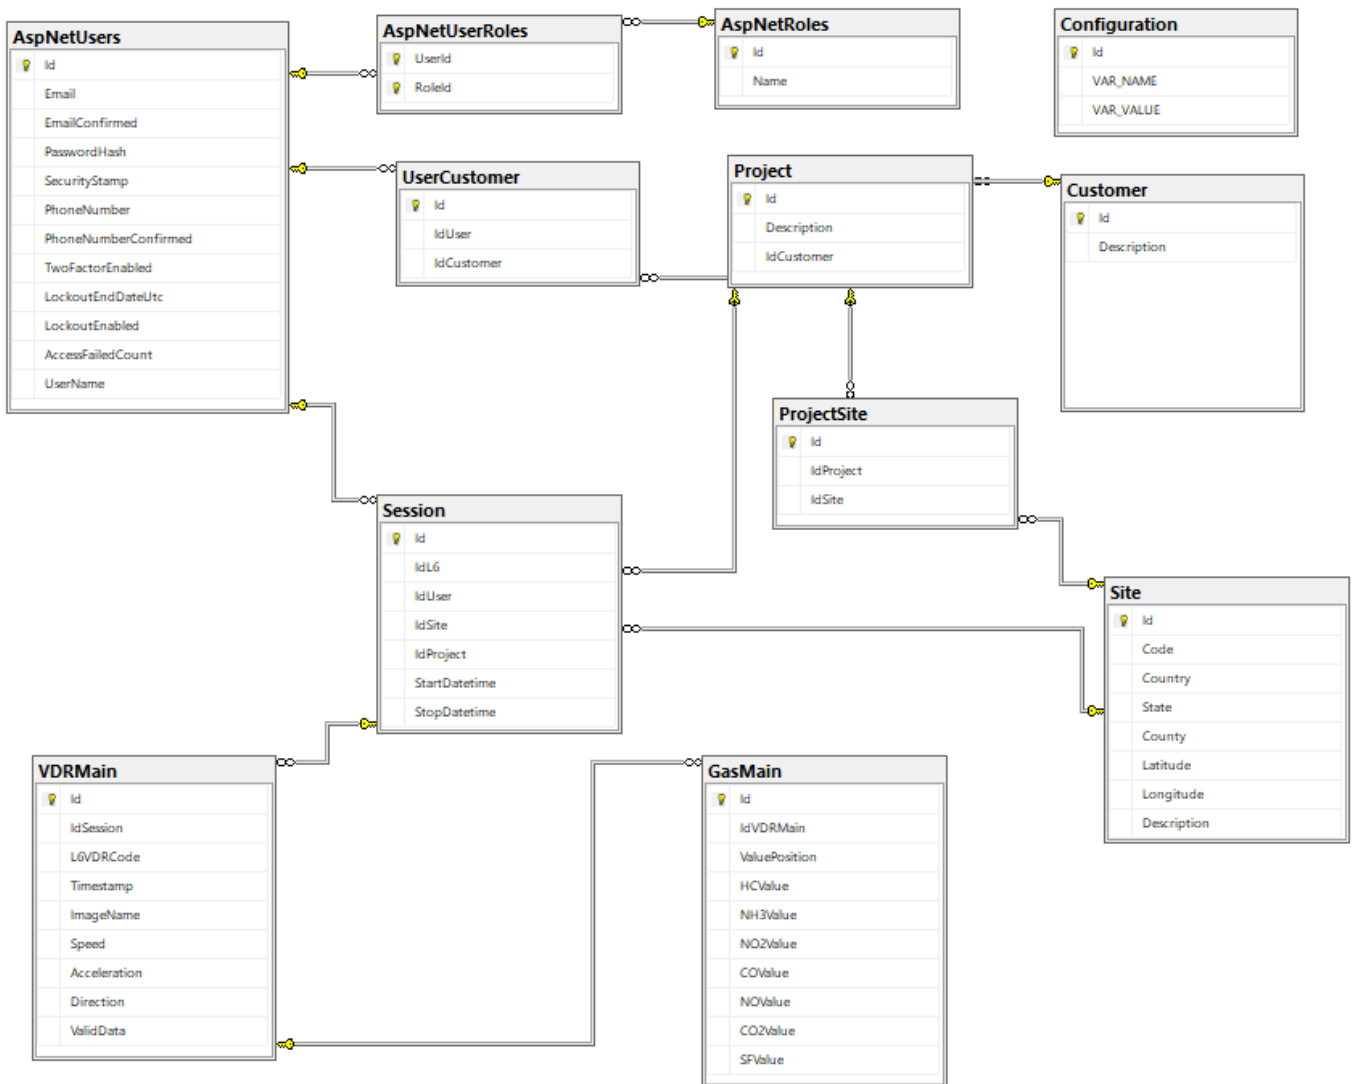 AspNetUsers
Id
Email
EmailConfirmed
PasswordHash
SecurityStamp
PhoneNumber
PhoneNumberConfirmed
TwoFactorEnabled
LockoutEndDateUtc
LockoutEnabled
AccessFailedCount
UserName
AspNetUserRoles
UserId
RoleId
AspNetRoles
Id
Name
Configuration
Id
VAR_NAME
VAR_VALUE
UserCustomer
Id
IdUser
IdCustomer
Project
Id
Description
IdCustomer
Customer
Id
Description
ProjectSite
Id
IdProject
IdSite
Session
Id
IdL6
IdUser
IdSite
IdProject
StartDatetime
StopDatetime
Site
Id
Code
Country
State
County
Latitude
Longitude
Description
VDRMain
Id
IdSession
L6VDRCode
Timestamp
ImageName
Speed
Acceleration
Direction
ValidData
GasMain
Id
IdVDRMain
ValuePosition
HCValue
NH3Value
NO2Value
COValue
NOValue
CO2Value
SFValue